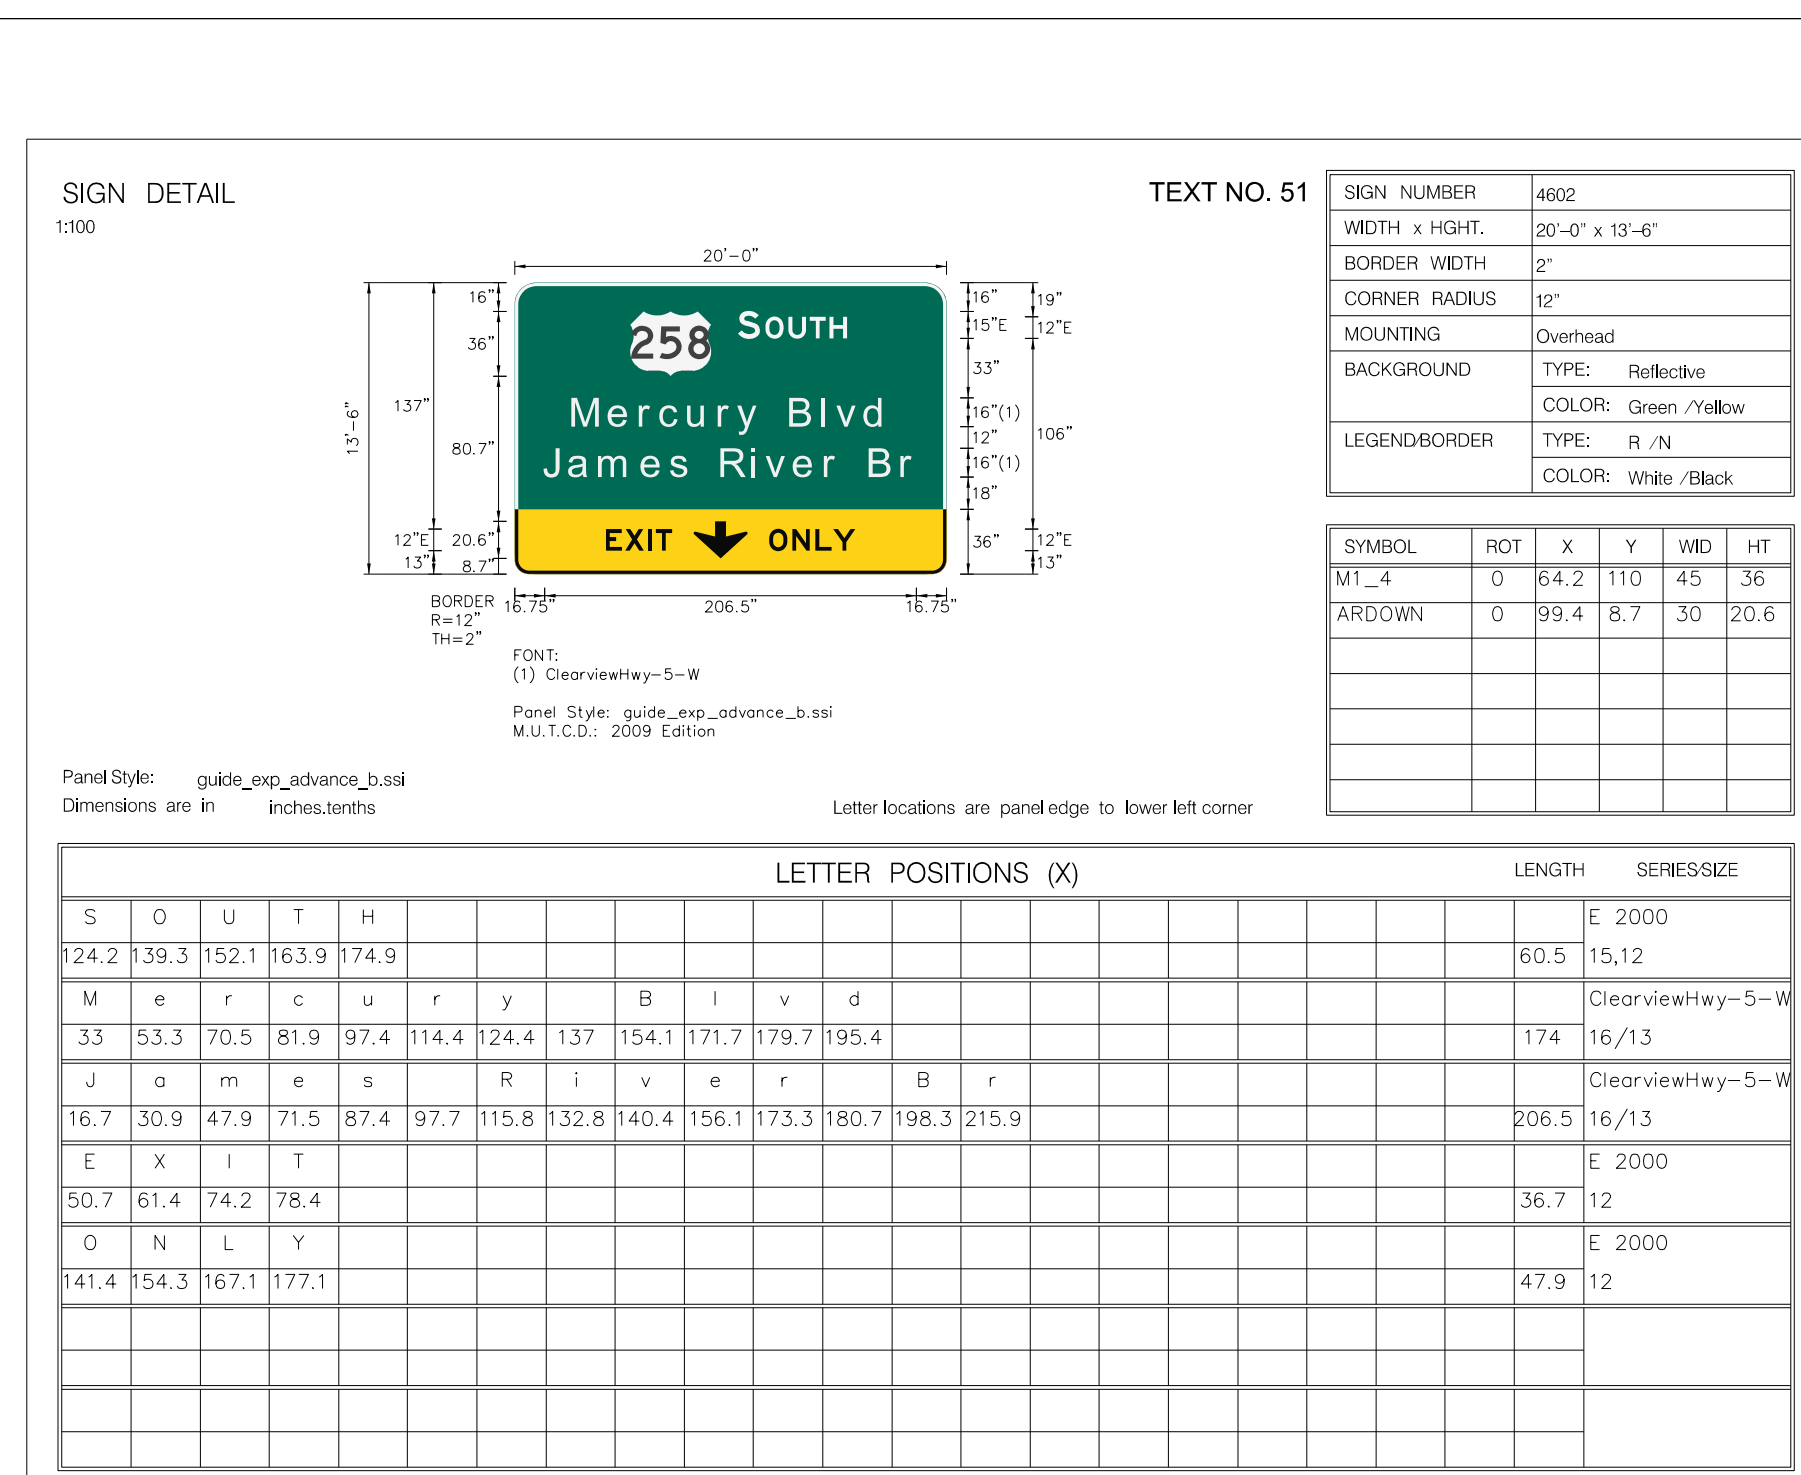 SIGN DETAIL
1:100
TEXT NO. 51
20'–0"
13'–6"
137"
12"E
13"
16"
36"
80.7"
20.6"
8.7"
258 SOUTH
Mercury Blvd
James River Br
EXIT ONLY
16"
15"E
33"
16"(1)
12"
16"(1)
18"
36"
19"
12"E
106"
12"E
13"
16.75" 206.5" 16.75"
BORDER
R=12"
TH=2"
FONT:
(1) ClearviewHwy–5–W
Panel Style: guide_exp_advance_b.ssi
M.U.T.C.D.: 2009 Edition
Panel Style: guide_exp_advance_b.ssi
Dimensions are in inches.tenths
Letter locations are panel edge to lower left corner
SIGN NUMBER 4602
WIDTH x HGHT. 20'–0" x 13'–6"
BORDER WIDTH 2"
CORNER RADIUS 12"
MOUNTING Overhead
BACKGROUND TYPE: Reflective
COLOR: Green /Yellow
LEGEND/BORDER TYPE: R /N
COLOR: White /Black
SYMBOL ROT X Y WID HT
M1_4 0 64.2 110 45 36
ARDOWN 0 99.4 8.7 30 20.6
LETTER POSITIONS (X) LENGTH SERIES/SIZE
S O U T H E 2000
124.2 139.3 152.1 163.9 174.9 60.5 15,12
M e r c u r y B l v d ClearviewHwy–5–W
33 53.3 70.5 81.9 97.4 114.4 124.4 137 154.1 171.7 179.7 195.4 174 16/13
J a m e s R i v e r B r ClearviewHwy–5–W
16.7 30.9 47.9 71.5 87.4 97.7 115.8 132.8 140.4 156.1 173.3 180.7 198.3 215.9 206.5 16/13
E X I T E 2000
50.7 61.4 74.2 78.4 36.7 12
O N L Y E 2000
141.4 154.3 167.1 177.1 47.9 12